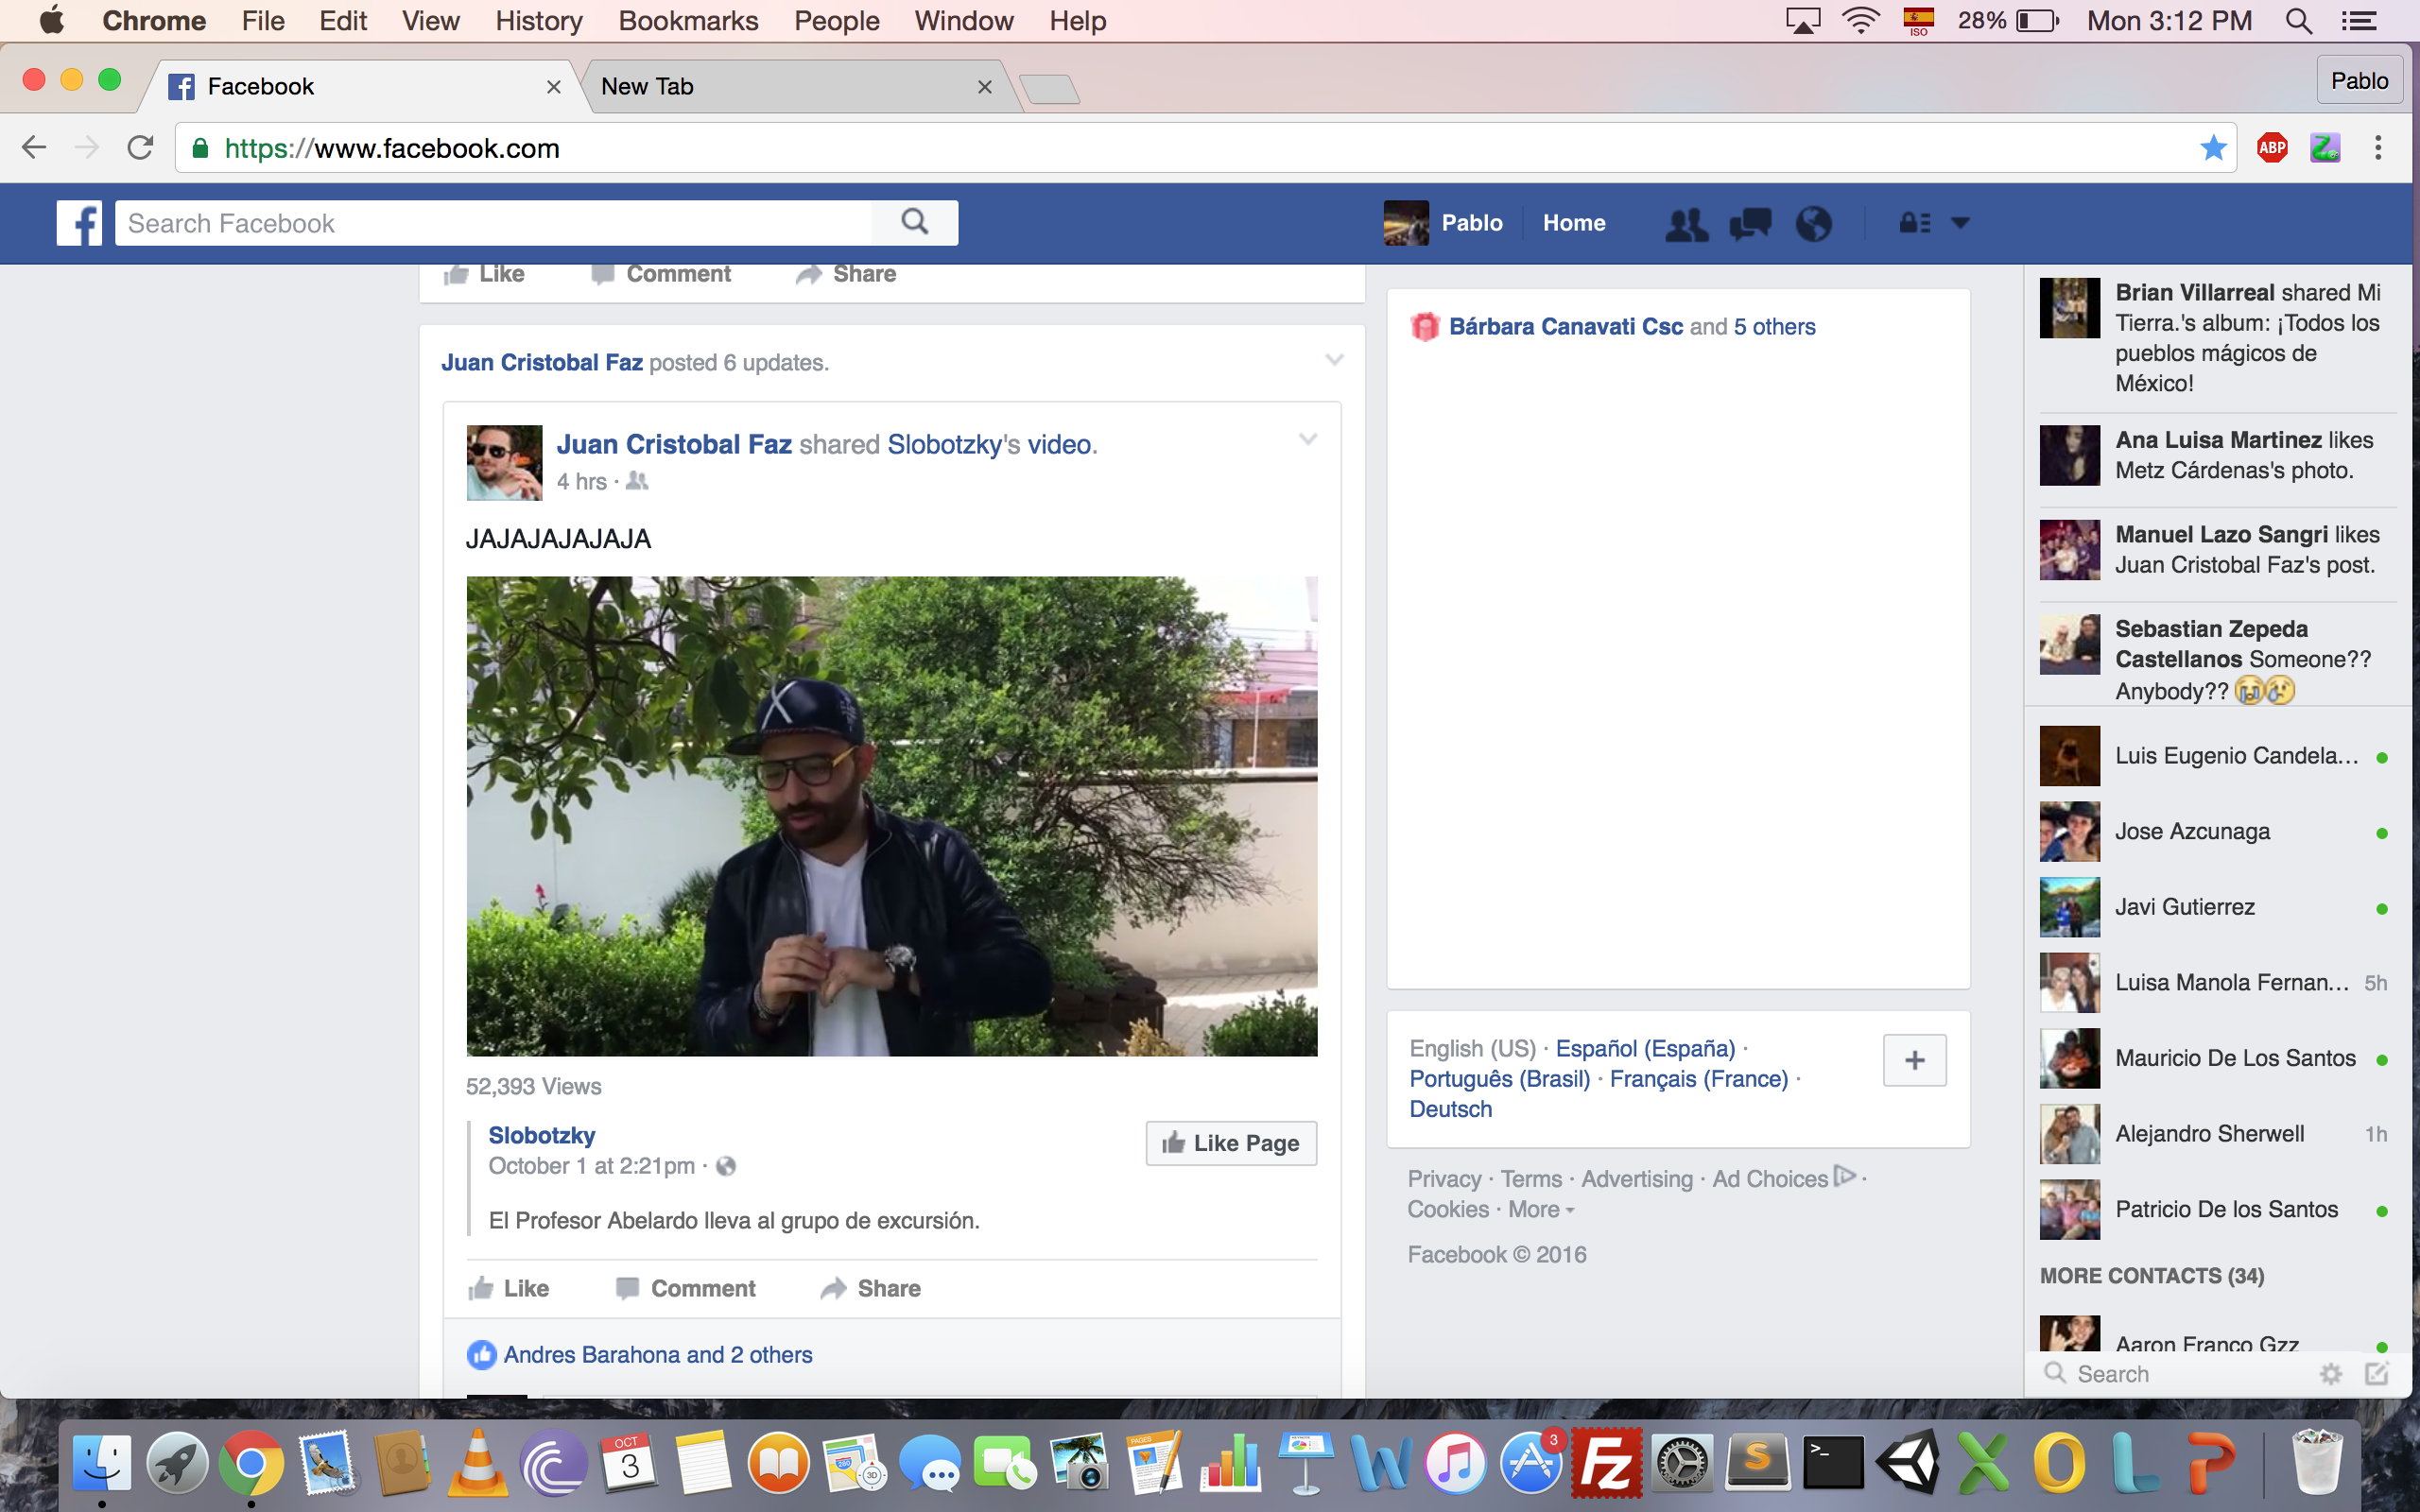 Chrome File Edit View History Bookmarks People Window Help
ISO 28% Mon 3:12 PM
Facebook
New Tab
Pablo
https://www.facebook.com
ABP
Search Facebook
Pablo
Home
Like Comment Share
Juan Cristobal Faz posted 6 updates.
Juan Cristobal Faz shared Slobotzky's video.
4 hrs ·
JAJAJAJAJAJA
52,393 Views
Slobotzky
October 1 at 2:21pm ·
Like Page
El Profesor Abelardo lleva al grupo de excursión.
Like Comment Share
Andres Barahona and 2 others
Bárbara Canavati Csc and 5 others
English (US) · Español (España) ·
Português (Brasil) · Français (France) ·
Deutsch
+
Privacy · Terms · Advertising · Ad Choices ·
Cookies · More
Facebook © 2016
Brian Villarreal shared Mi
Tierra.'s album: ¡Todos los
pueblos mágicos de
México!
Ana Luisa Martinez likes
Metz Cárdenas's photo.
Manuel Lazo Sangri likes
Juan Cristobal Faz's post.
Sebastian Zepeda
Castellanos Someone??
Anybody??
Luis Eugenio Candela...
Jose Azcunaga
Javi Gutierrez
Luisa Manola Fernan... 5h
Mauricio De Los Santos
Alejandro Sherwell 1h
Patricio De los Santos
MORE CONTACTS (34)
Aaron Franco Gzz
Search
OCT
3
280
3D
PAGES
W
3
Fz
S
>_
X
O
L
P